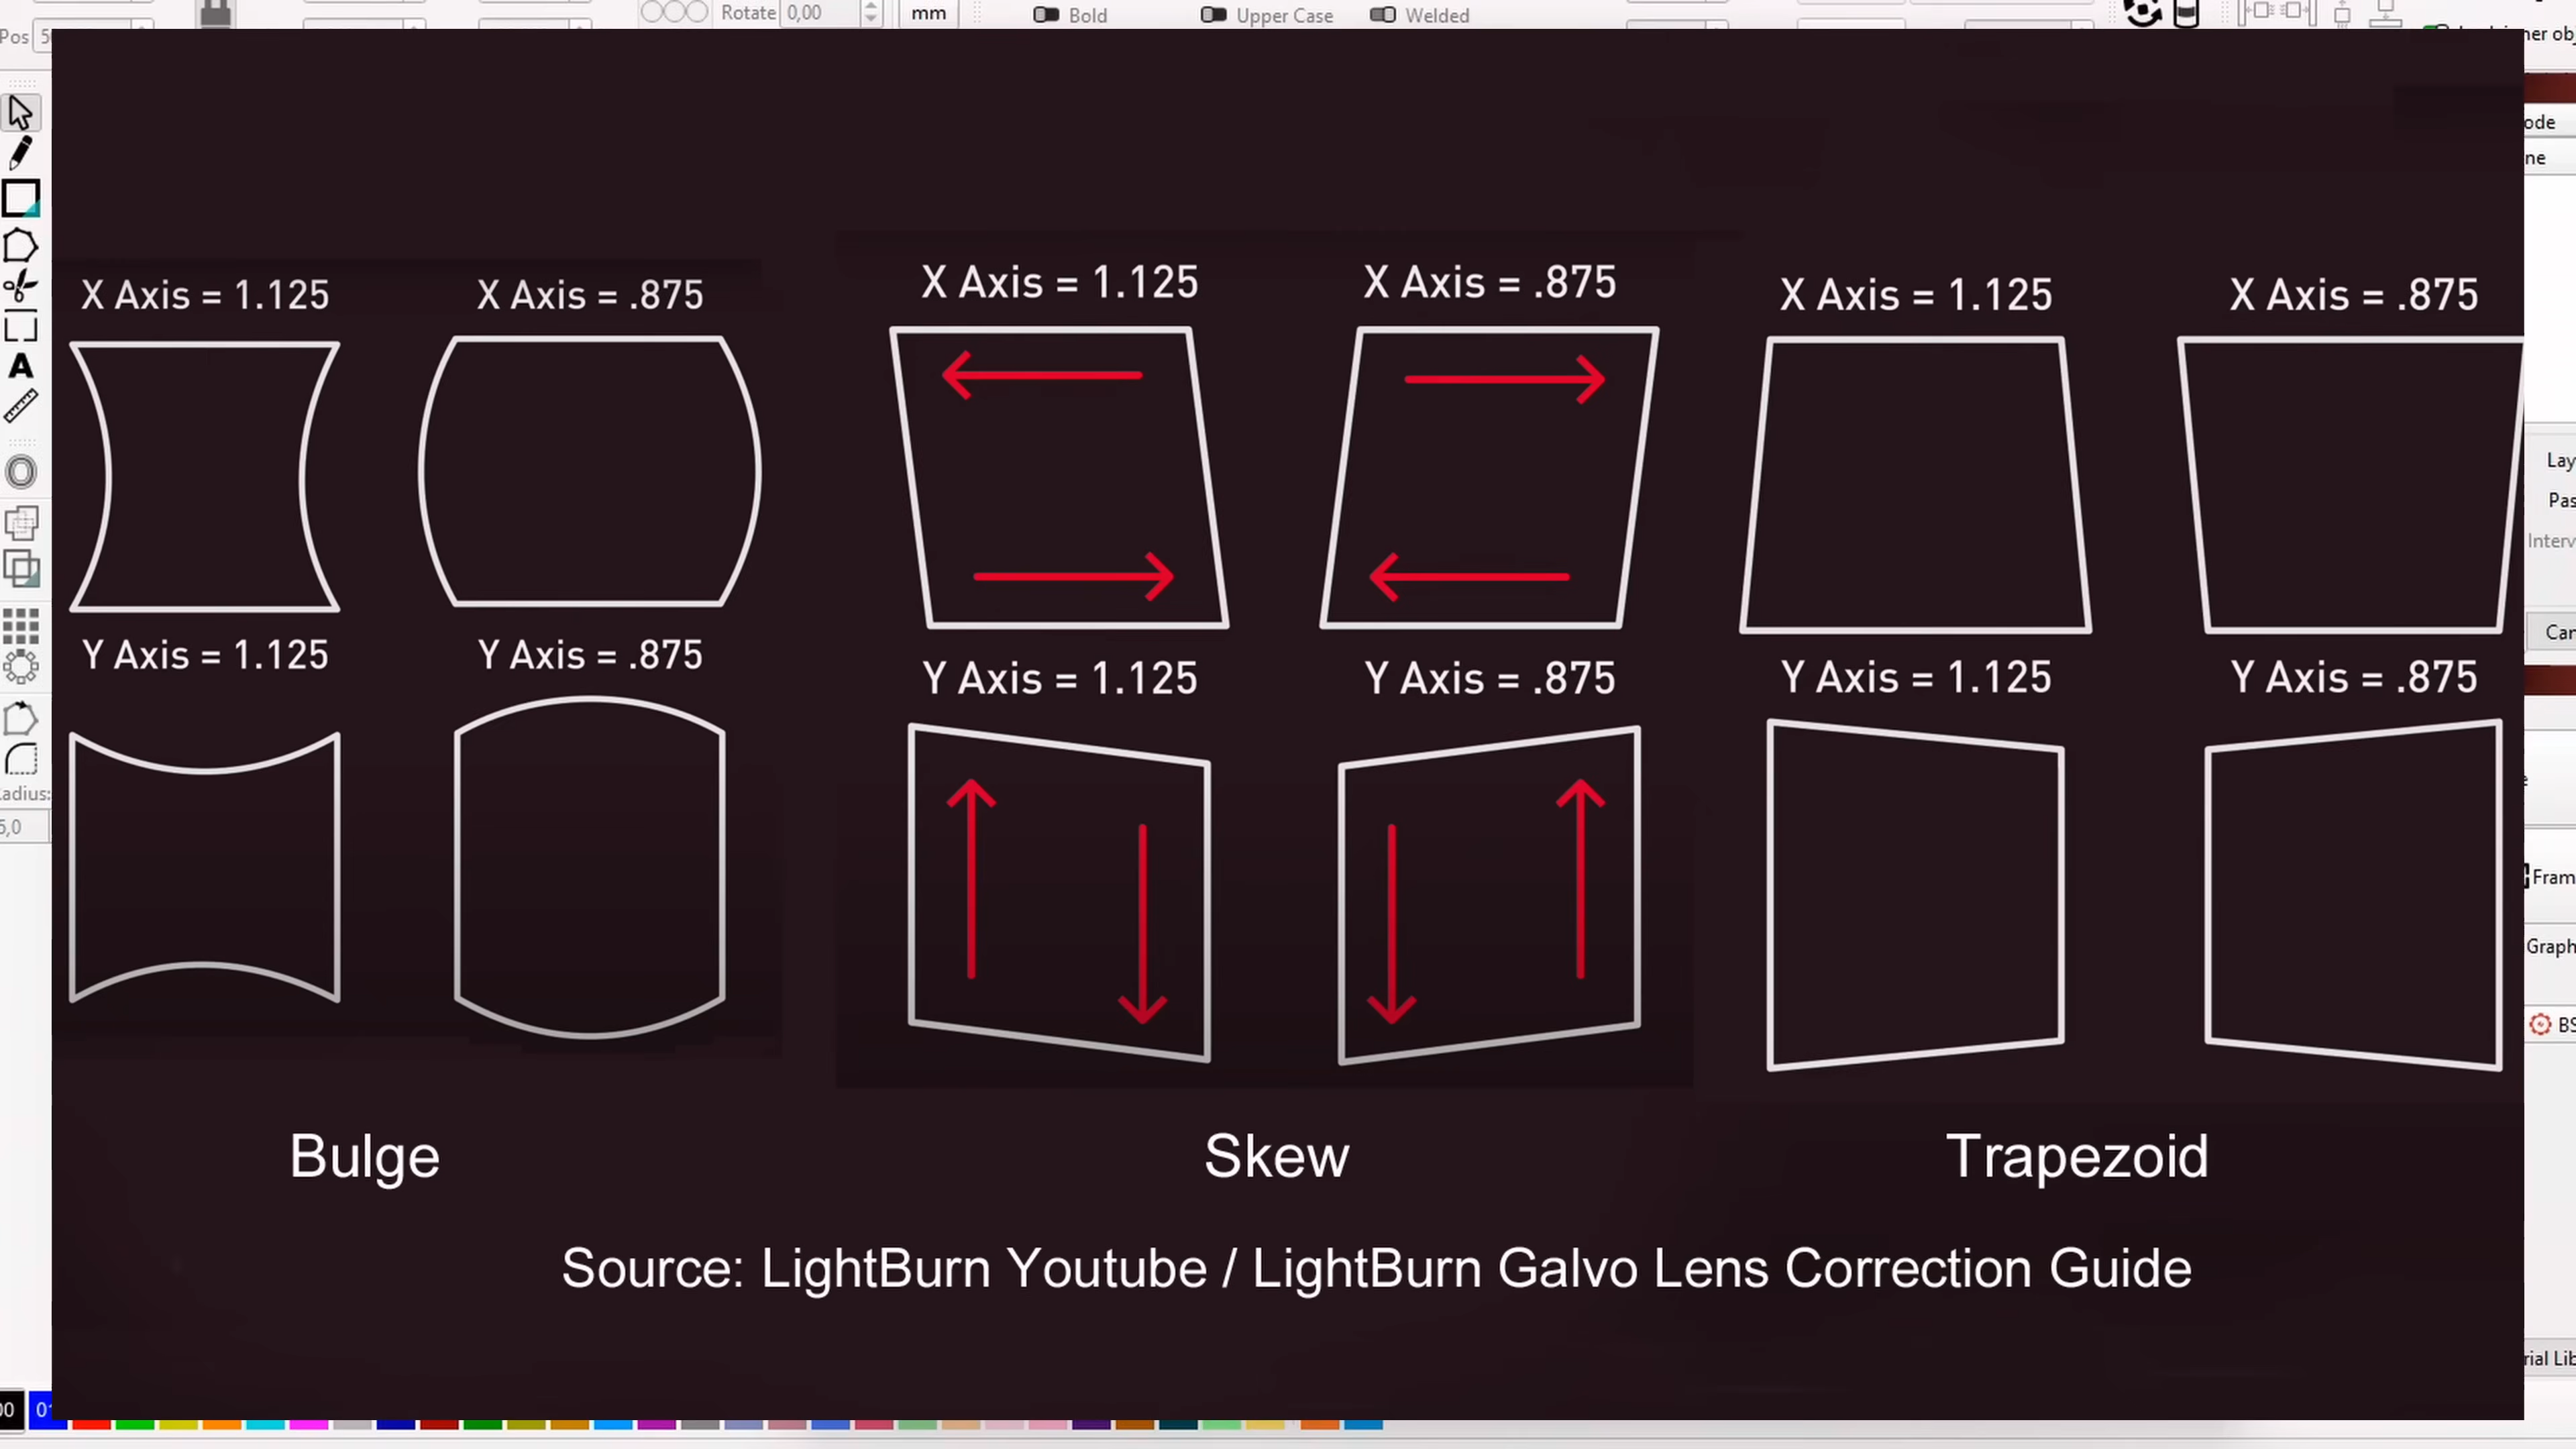 Rotate 0,00 mm Bold Upper Case Welded
Pos
X Axis = 1.125 X Axis = .875 X Axis = 1.125 X Axis = .875 X Axis = 1.125 X Axis = .875
Y Axis = 1.125 Y Axis = .875 Y Axis = 1.125 Y Axis = .875 Y Axis = 1.125 Y Axis = .875
Bulge Skew Trapezoid
Source: LightBurn Youtube / LightBurn Galvo Lens Correction Guide